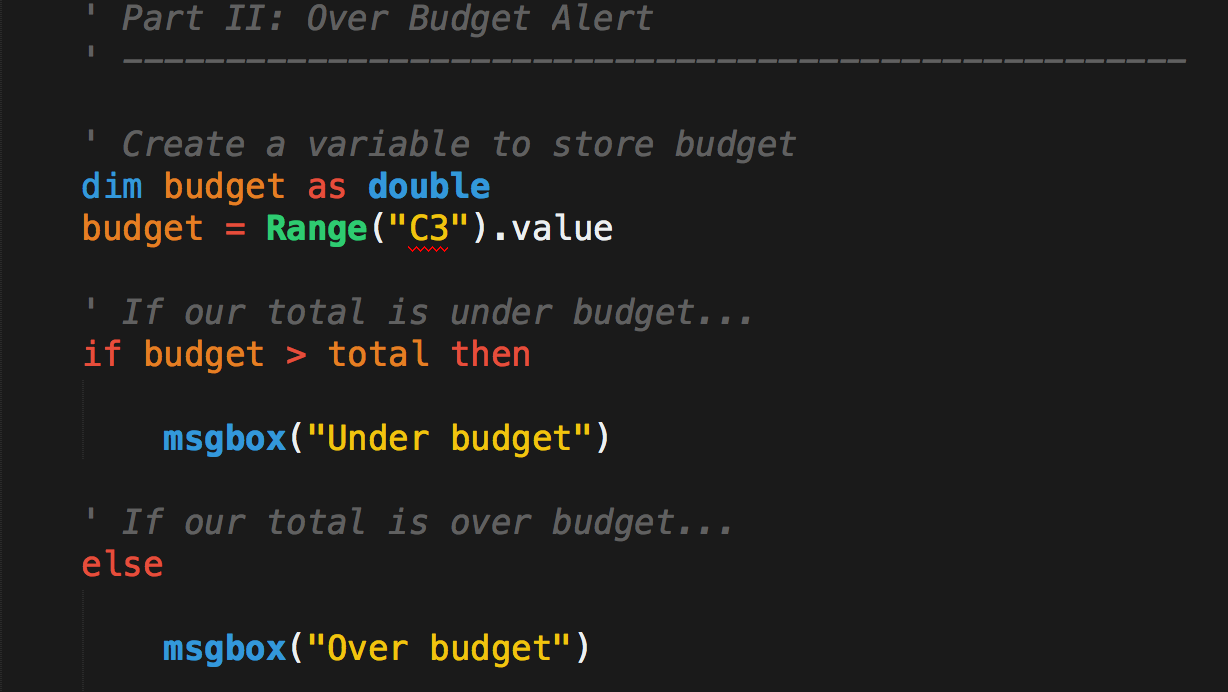 ' Part II: Over Budget Alert
' ----------------------------------------------------
' Create a variable to store budget
dim budget as double
budget = Range("C3").value
' If our total is under budget...
if budget > total then
msgbox("Under budget")
' If our total is over budget...
else
msgbox("Over budget")